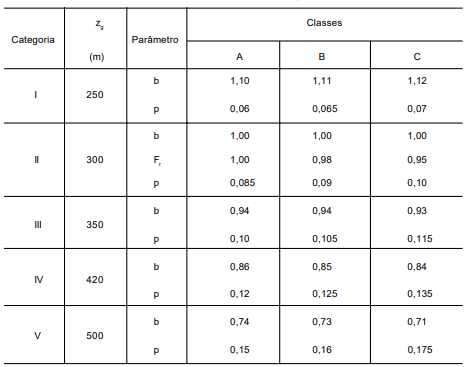 Categoria z_g (m) Parâmetro Classes
A B C
I 250 b 1,10 1,11 1,12
p 0,06 0,065 0,07
II 300 b 1,00 1,00 1,00
F_r 1,00 0,98 0,95
p 0,085 0,09 0,10
III 350 b 0,94 0,94 0,93
p 0,10 0,105 0,115
IV 420 b 0,86 0,85 0,84
p 0,12 0,125 0,135
V 500 b 0,74 0,73 0,71
p 0,15 0,16 0,175